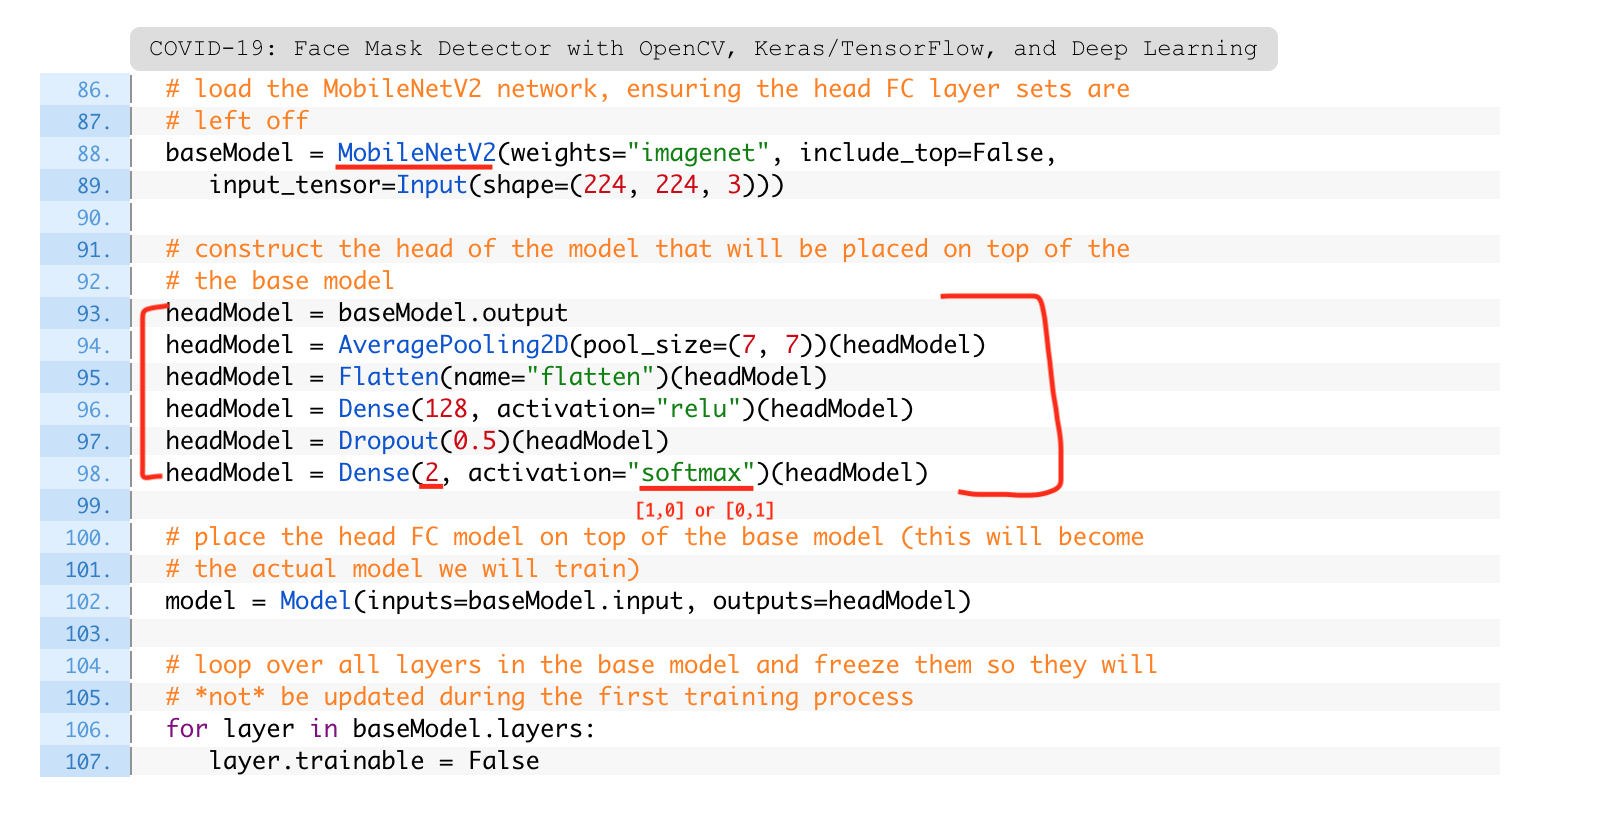 COVID-19: Face Mask Detector with OpenCV, Keras/TensorFlow, and Deep Learning
86. # load the MobileNetV2 network, ensuring the head FC layer sets are
87. # left off
88. baseModel = MobileNetV2(weights="imagenet", include_top=False,
89.    input_tensor=Input(shape=(224, 224, 3)))
90.
91. # construct the head of the model that will be placed on top of the
92. # the base model
93. headModel = baseModel.output
94. headModel = AveragePooling2D(pool_size=(7, 7))(headModel)
95. headModel = Flatten(name="flatten")(headModel)
96. headModel = Dense(128, activation="relu")(headModel)
97. headModel = Dropout(0.5)(headModel)
98. headModel = Dense(2, activation="softmax")(headModel)
99.
[1,0] or [0,1]
100. # place the head FC model on top of the base model (this will become
101. # the actual model we will train)
102. model = Model(inputs=baseModel.input, outputs=headModel)
103.
104. # loop over all layers in the base model and freeze them so they will
105. # *not* be updated during the first training process
106. for layer in baseModel.layers:
107.    layer.trainable = False